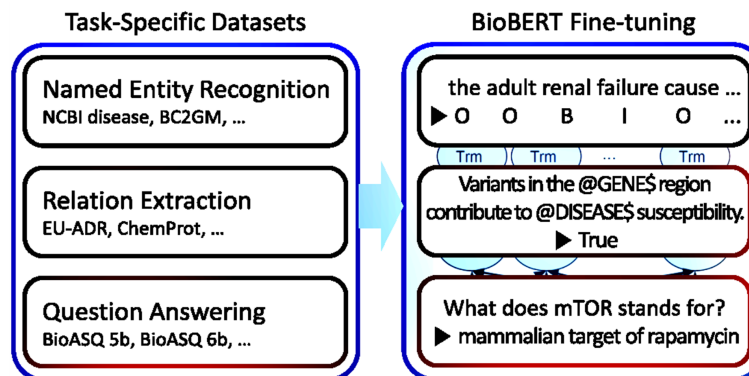 Task-Specific Datasets
Named Entity Recognition
NCBI disease, BC2GM, ...
Relation Extraction
EU-ADR, ChemProt, ...
Question Answering
BioASQ 5b, BioASQ 6b, ...
BioBERT Fine-tuning
the adult renal failure cause ...
▶ O O B I O ...
Trm Trm ... Trm
Variants in the @GENE$ region
contribute to @DISEASE$ susceptibility.
▶ True
What does mTOR stands for?
▶ mammalian target of rapamycin